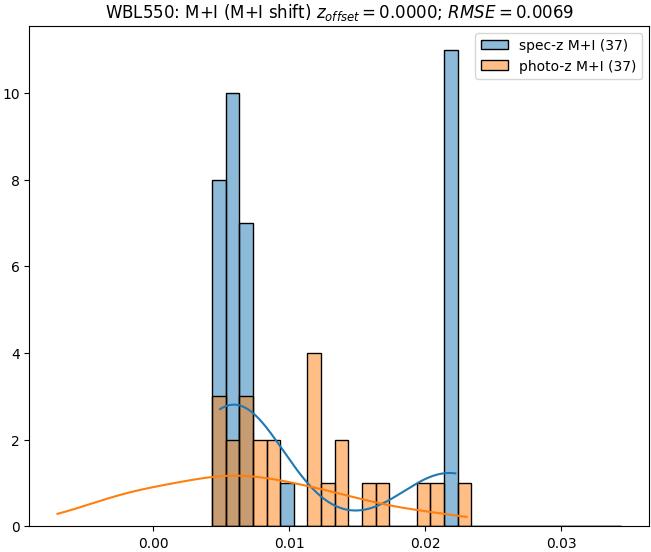 WBL550: M+I (M+I shift) z_offset = 0.0000; RMSE = 0.0069
spec-z M+I (37)
photo-z M+I (37)
10
8
6
4
2
0
0.00 0.01 0.02 0.03